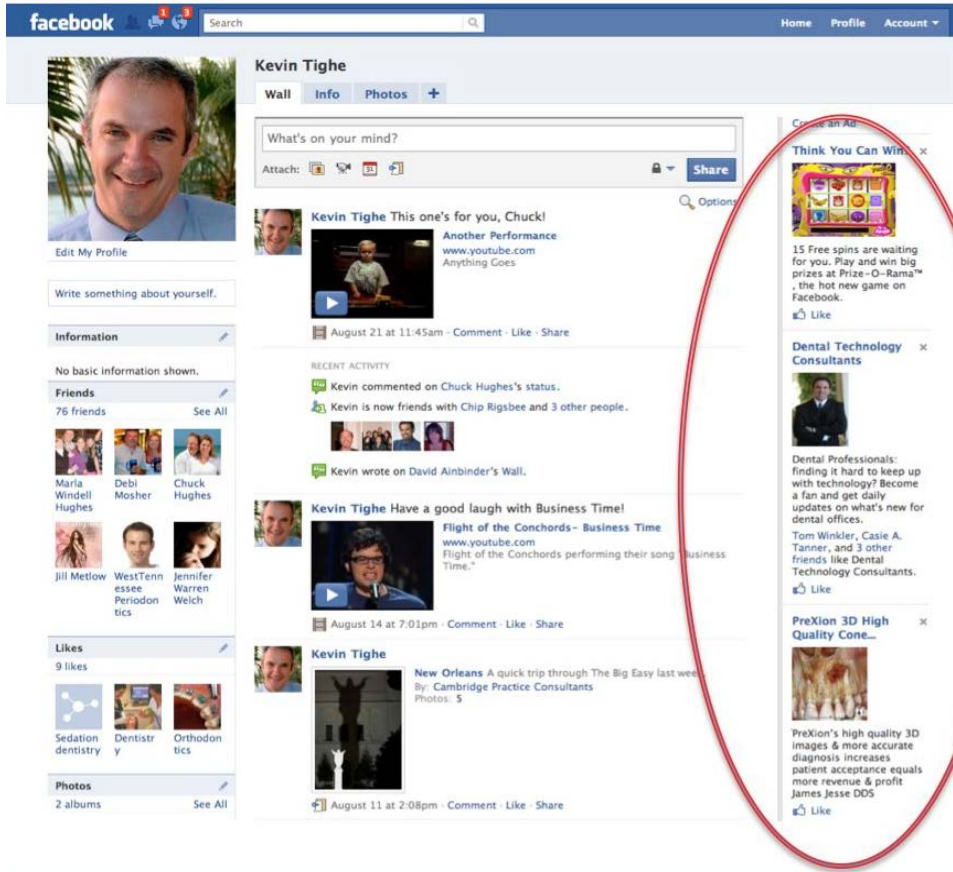 facebook
1
3
Search
Home Profile Account
Kevin Tighe
Wall Info Photos +
What's on your mind?
Attach:
31
Share
Options
Edit My Profile
Write something about yourself.
Information
No basic information shown.
Friends
76 friends See All
Marla
Windell
Hughes
Debi
Mosher
Chuck
Hughes
Jill Metlow
WestTenn
essee
Periodon
tics
Jennifer
Warren
Welch
Likes
9 likes
Sedation
dentistry
Dentistr
y
Orthodon
tics
Photos
2 albums See All
Kevin Tighe This one's for you, Chuck!
Another Performance
www.youtube.com
Anything Goes
August 21 at 11:45am · Comment · Like · Share
RECENT ACTIVITY
Kevin commented on Chuck Hughes's status.
Kevin is now friends with Chip Rigsbee and 3 other people.
Kevin wrote on David Ainbinder's Wall.
Kevin Tighe Have a good laugh with Business Time!
Flight of the Conchords- Business Time
www.youtube.com
Flight of the Conchords performing their song "Business
Time."
August 14 at 7:01pm · Comment · Like · Share
Kevin Tighe
New Orleans A quick trip through The Big Easy last week.
By: Cambridge Practice Consultants
Photos: 5
August 11 at 2:08pm · Comment · Like · Share
Create an Ad
Think You Can Win. ×
15 Free spins are waiting
for you. Play and win big
prizes at Prize-O-Rama™
, the hot new game on
Facebook.
Like
Dental Technology ×
Consultants
Dental Professionals:
finding it hard to keep up
with technology? Become
a fan and get daily
updates on what's new for
dental offices.
Tom Winkler, Casie A.
Tanner, and 3 other
friends like Dental
Technology Consultants.
Like
PreXion 3D High ×
Quality Cone...
PreXion's high quality 3D
images & more accurate
diagnosis increases
patient acceptance equals
more revenue & profit
James Jesse DDS
Like